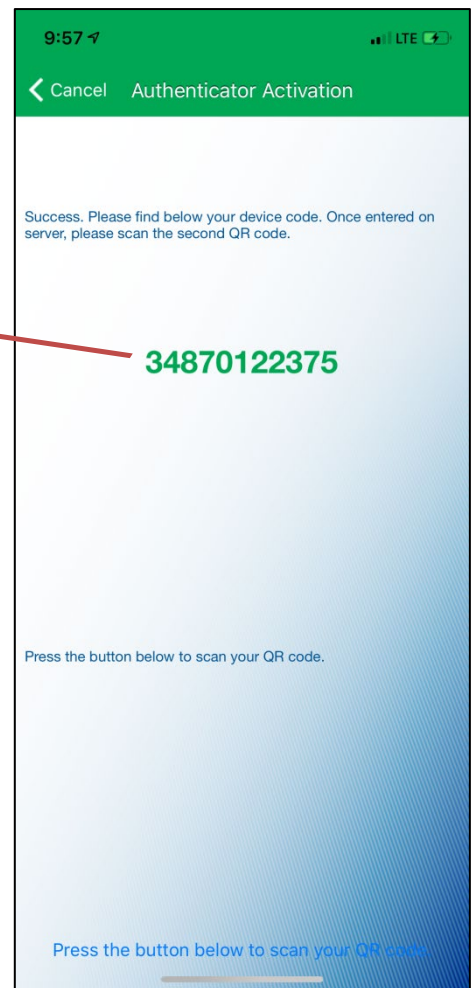 9:57 LTE
Cancel Authenticator Activation
Success. Please find below your device code. Once entered on
server, please scan the second QR code.
34870122375
Press the button below to scan your QR code.
Press the button below to scan your QR code.